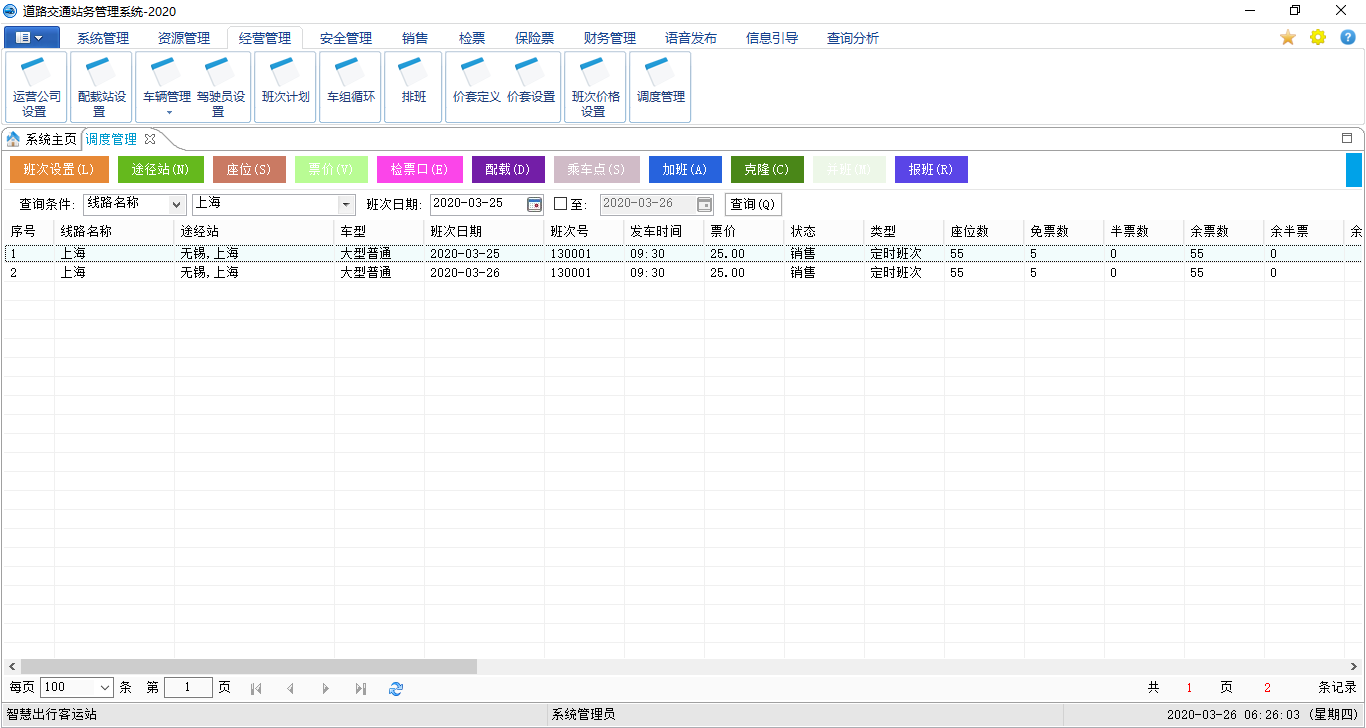 道路交通站务管理系统-2020
系统管理 资源管理 经营管理 安全管理 销售 检票 保险票 财务管理 语音发布 信息引导 查询分析
运营公司设置 配载站设置 车辆管理 驾驶员设置 班次计划 车组循环 排班 价套定义 价套设置 班次价格设置 调度管理
系统主页 调度管理
班次设置(L) 途径站(N) 座位(S) 票价(V) 检票口(E) 配载(D) 乘车点(S) 加班(A) 克隆(C) 并班(M) 报班(R)
查询条件: 线路名称 上海 班次日期: 2020-03-25 至: 2020-03-26 查询(Q)
序号 线路名称 途经站 车型 班次日期 班次号 发车时间 票价 状态 类型 座位数 免票数 半票数 余票数 余半票 余
1 上海 无锡,上海 大型普通 2020-03-25 130001 09:30 25.00 销售 定时班次 55 5 0 55 0
2 上海 无锡,上海 大型普通 2020-03-26 130001 09:30 25.00 销售 定时班次 55 5 0 55 0
每页 100 条 第 1 页 共 1 页 2 条记录
智慧出行客运站 系统管理员 2020-03-26 06:26:03 (星期四)